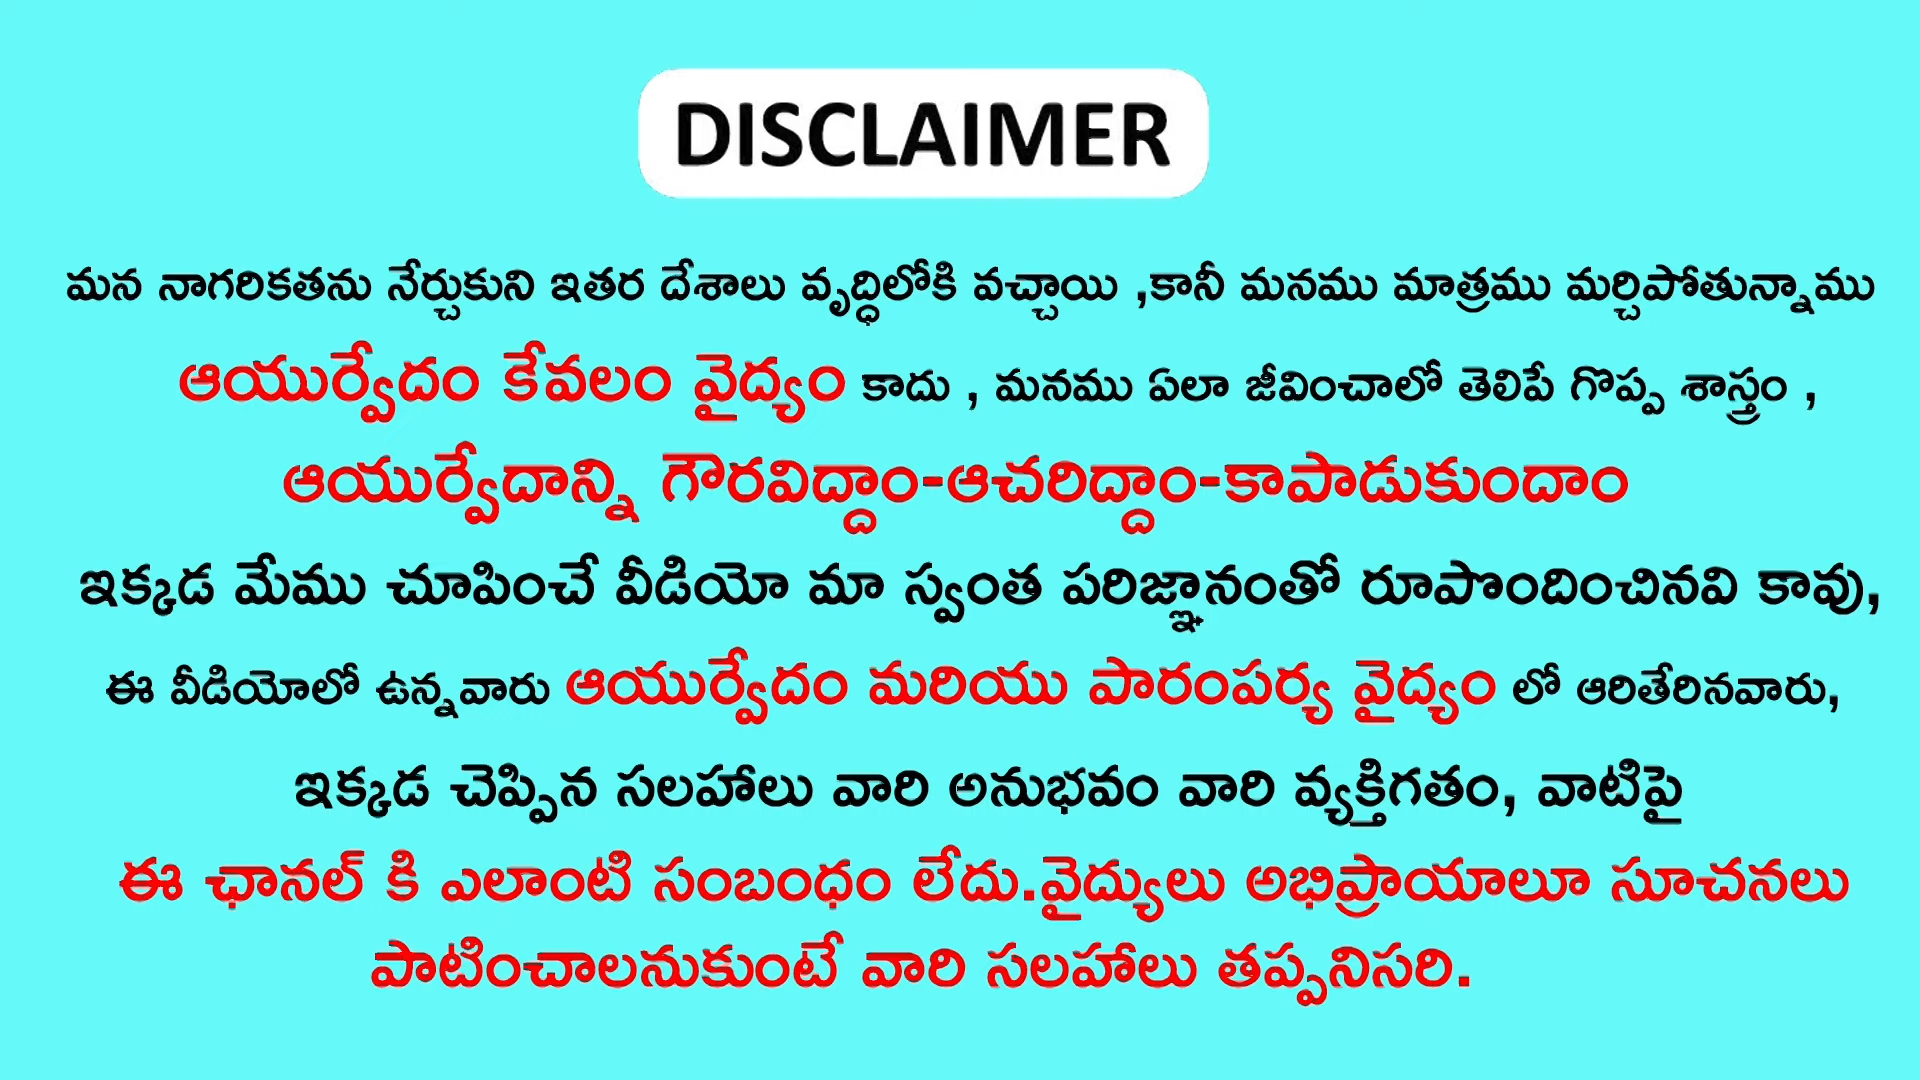 DISCLAIMER
మన నాగరికతను నేర్చుకుని ఇతర దేశాలు వృద్ధిలోకి వచ్చాయి ,కానీ మనము మాత్రము మర్చిపోతున్నాము
ఆయుర్వేదం కేవలం వైద్యం కాదు , మనము ఏలా జీవించాలో తెలిపే గొప్ప శాస్త్రం ,
ఆయుర్వేదాన్ని గౌరవిద్దాం-ఆచరిద్దాం-కాపాడుకుందాం
ఇక్కడ మేము చూపించే వీడియో మా స్వంత పరిజ్ఞానంతో రూపొందించినవి కావు,
ఈ వీడియోలో ఉన్నవారు ఆయుర్వేదం మరియు పారంపర్య వైద్యం లో ఆరితేరినవారు,
ఇక్కడ చెప్పిన సలహాలు వారి అనుభవం వారి వ్యక్తిగతం, వాటిపై
ఈ ఛానల్ కి ఎలాంటి సంబంధం లేదు.వైద్యులు అభిప్రాయాలూ సూచనలు
పాటించాలనుకుంటే వారి సలహాలు తప్పనిసరి.